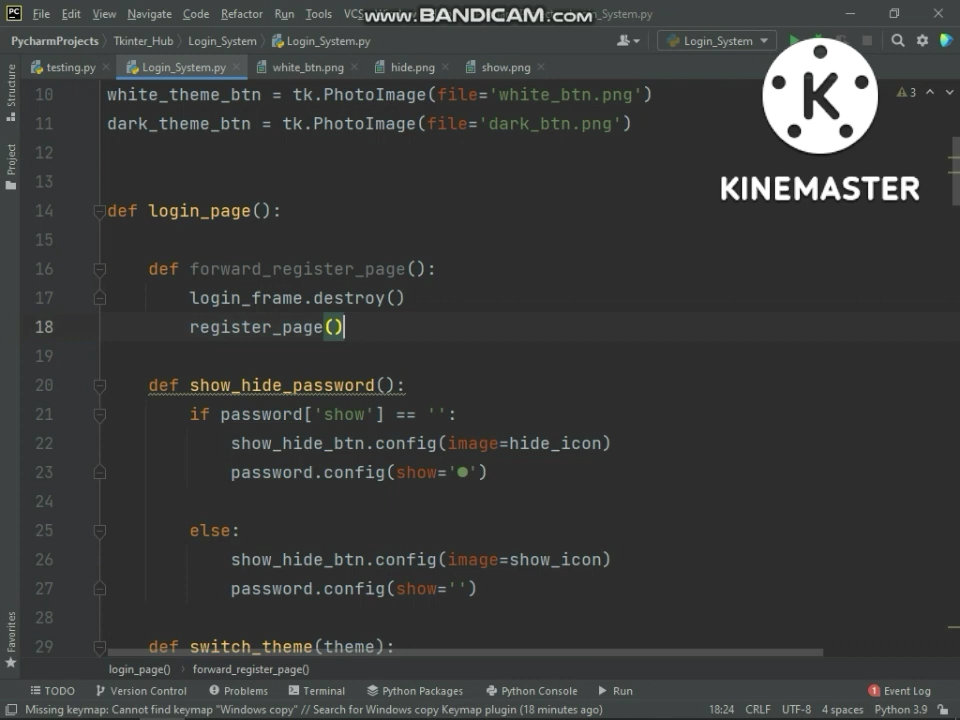 PC File Edit View Navigate Code Refactor Run Tools VCS www.BANDICAM.com in_System.py
PycharmProjects Tkinter_Hub Login_System Login_System.py Login_System
testing.py Login_System.py white_btn.png hide.png show.png
Structure
Project
Favorites
K
KINEMASTER
3
10 white_theme_btn = tk.PhotoImage(file='white_btn.png')
11 dark_theme_btn = tk.PhotoImage(file='dark_btn.png')
12
13
14 def login_page():
15
16 def forward_register_page():
17 login_frame.destroy()
18 register_page()
19
20 def show_hide_password():
21 if password['show'] == '':
22 show_hide_btn.config(image=hide_icon)
23 password.config(show='●')
24
25 else:
26 show_hide_btn.config(image=show_icon)
27 password.config(show='')
28
29 def switch_theme(theme):
login_page() forward_register_page()
TODO Version Control Problems Terminal Python Packages Python Console Run 1 Event Log
Missing keymap: Cannot find keymap "Windows copy" // Search for Windows copy Keymap plugin (18 minutes ago) 18:24 CRLF UTF-8 4 spaces Python 3.9